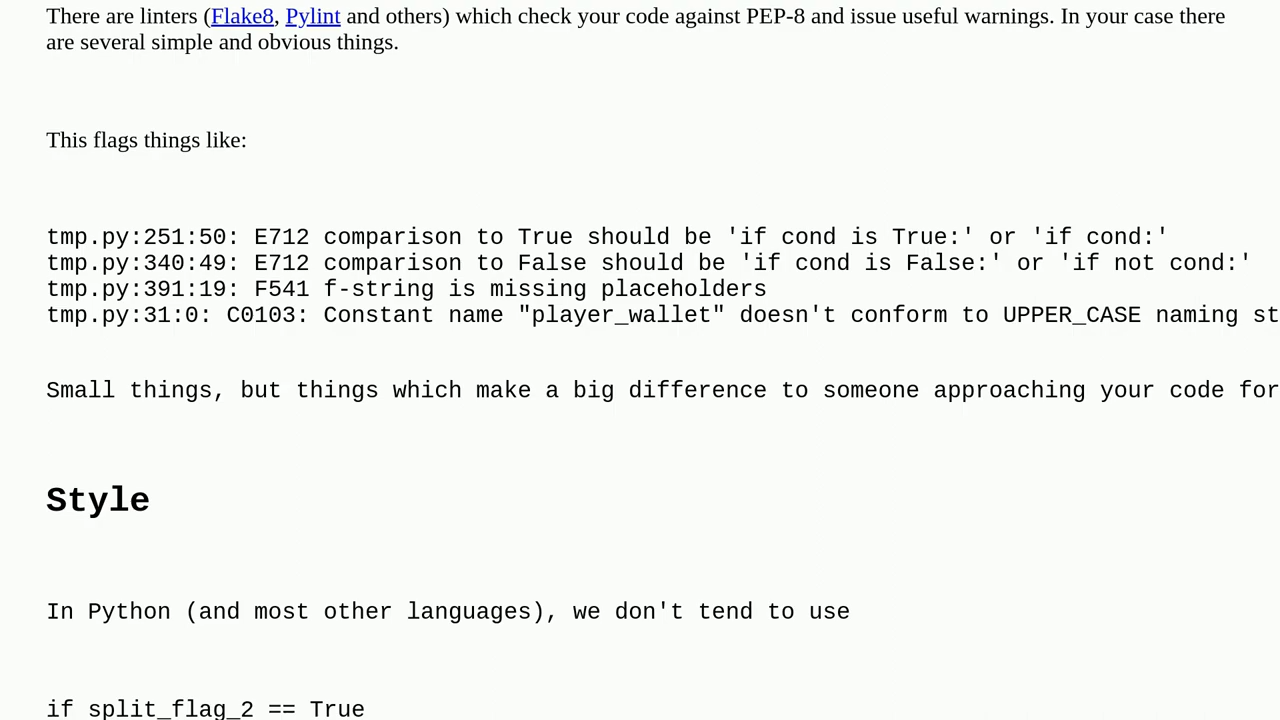 There are linters (Flake8, Pylint and others) which check your code against PEP-8 and issue useful warnings. In your case there
are several simple and obvious things.
This flags things like:
tmp.py:251:50: E712 comparison to True should be 'if cond is True:' or 'if cond:'
tmp.py:340:49: E712 comparison to False should be 'if cond is False:' or 'if not cond:'
tmp.py:391:19: F541 f-string is missing placeholders
tmp.py:31:0: C0103: Constant name "player_wallet" doesn't conform to UPPER_CASE naming st
Small things, but things which make a big difference to someone approaching your code for
Style
In Python (and most other languages), we don't tend to use
if split_flag_2 == True